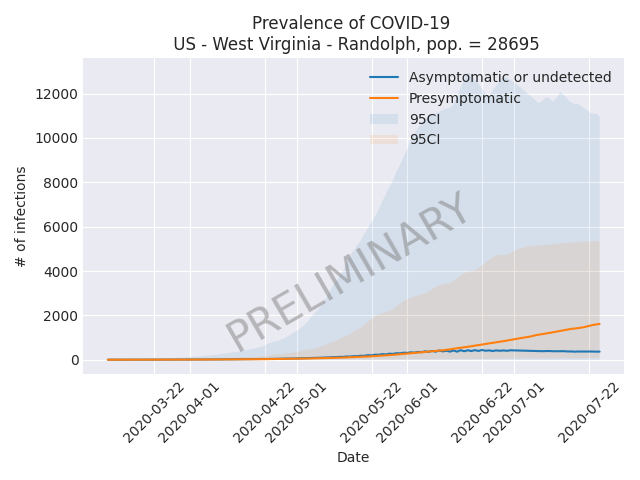 Prevalence of COVID-19
US - West Virginia - Randolph, pop. = 28695
Asymptomatic or undetected
Presymptomatic
95CI
95CI
12000
10000
8000
6000
4000
2000
0
# of infections
PRELIMINARY
2020-03-22
2020-04-01
2020-04-22
2020-05-01
2020-05-22
2020-06-01
2020-06-22
2020-07-01
2020-07-22
Date